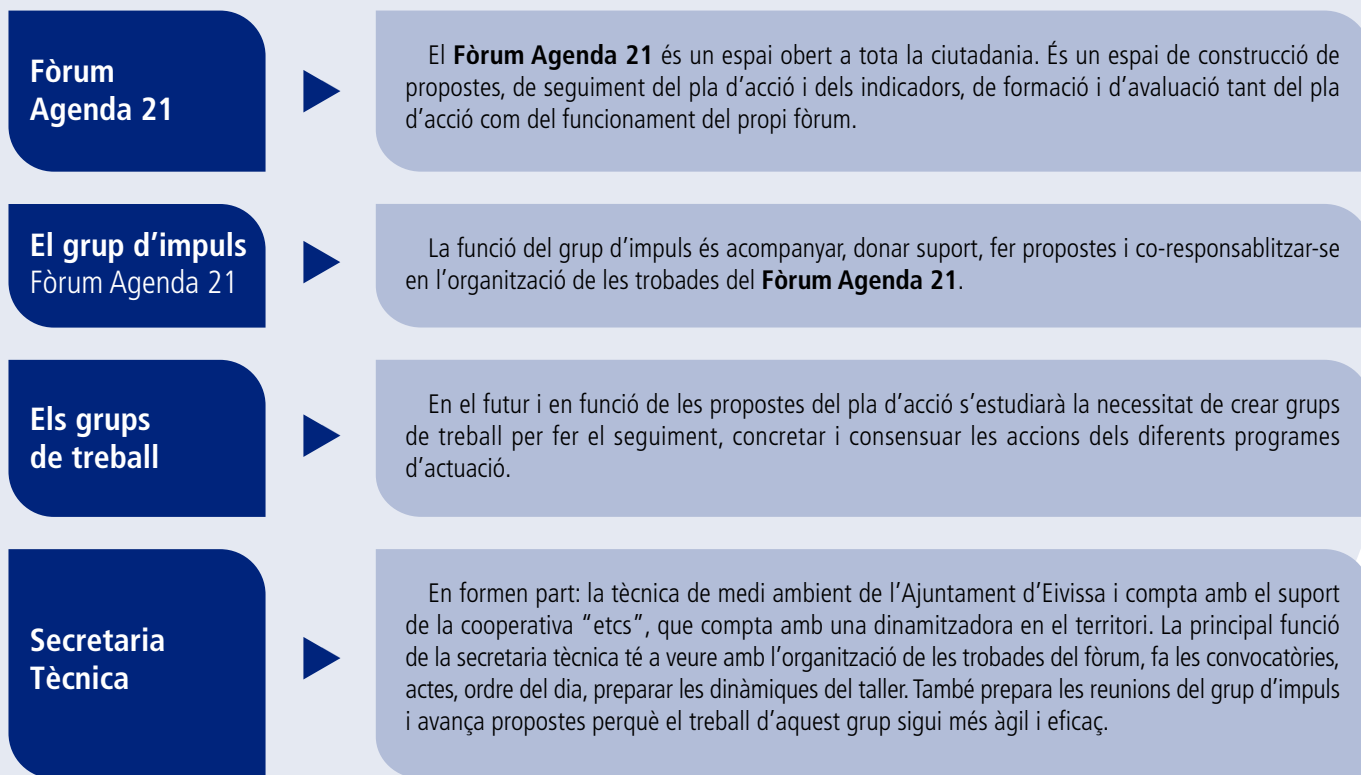 Fòrum
Agenda 21
El Fòrum Agenda 21 és un espai obert a tota la ciutadania. És un espai de construcció de
propostes, de seguiment del pla d’acció i dels indicadors, de formació i d’avaluació tant del pla
d’acció com del funcionament del propi fòrum.
El grup d’impuls
Fòrum Agenda 21
La funció del grup d’impuls és acompanyar, donar suport, fer propostes i co-responsablitzar-se
en l’organització de les trobades del Fòrum Agenda 21.
Els grups
de treball
En el futur i en funció de les propostes del pla d’acció s’estudiarà la necessitat de crear grups
de treball per fer el seguiment, concretar i consensuar les accions dels diferents programes
d’actuació.
Secretaria
Tècnica
En formen part: la tècnica de medi ambient de l’Ajuntament d’Eivissa i compta amb el suport
de la cooperativa “etcs”, que compta amb una dinamitzadora en el territori. La principal funció
de la secretaria tècnica té a veure amb l’organització de les trobades del fòrum, fa les convocatòries,
actes, ordre del dia, preparar les dinàmiques del taller. També prepara les reunions del grup d’impuls
i avança propostes perquè el treball d’aquest grup sigui més àgil i eficaç.